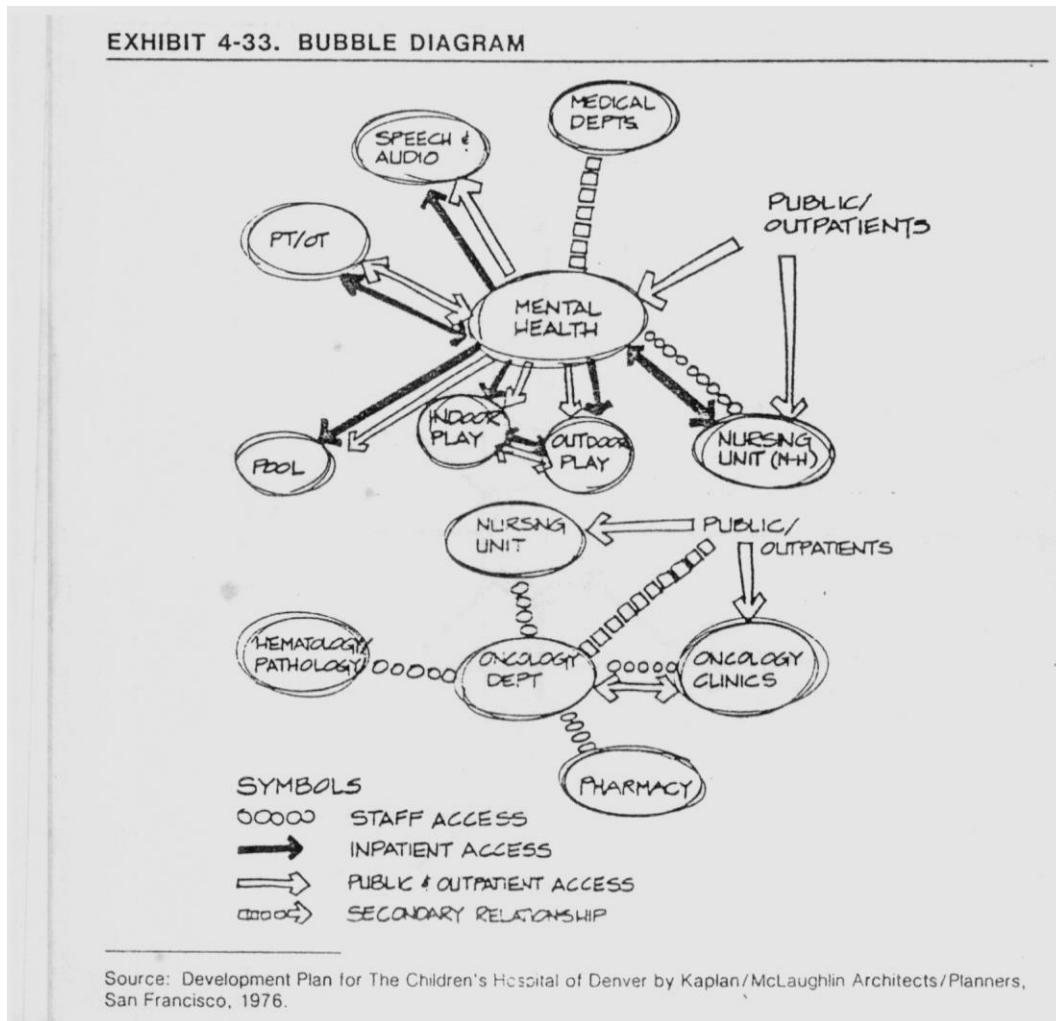 EXHIBIT 4-33. BUBBLE DIAGRAM
MEDICAL
DEPTS.
SPEECH &
AUDIO
PUBLIC/
OUTPATIENTS
PT/OT
MENTAL
HEALTH
INDOOR
PLAY
OUTDOOR
PLAY
NURSING
UNIT (M-H)
POOL
NURSING
UNIT
PUBLIC/
OUTPATIENTS
HEMATOLOGY/
PATHOLOGY
ONCOLOGY
DEPT
ONCOLOGY
CLINICS
PHARMACY
SYMBOLS
STAFF ACCESS
INPATIENT ACCESS
PUBLIC & OUTPATIENT ACCESS
SECONDARY RELATIONSHIP
Source: Development Plan for The Children's Hospital of Denver by Kaplan/McLaughlin Architects/Planners,
San Francisco, 1976.